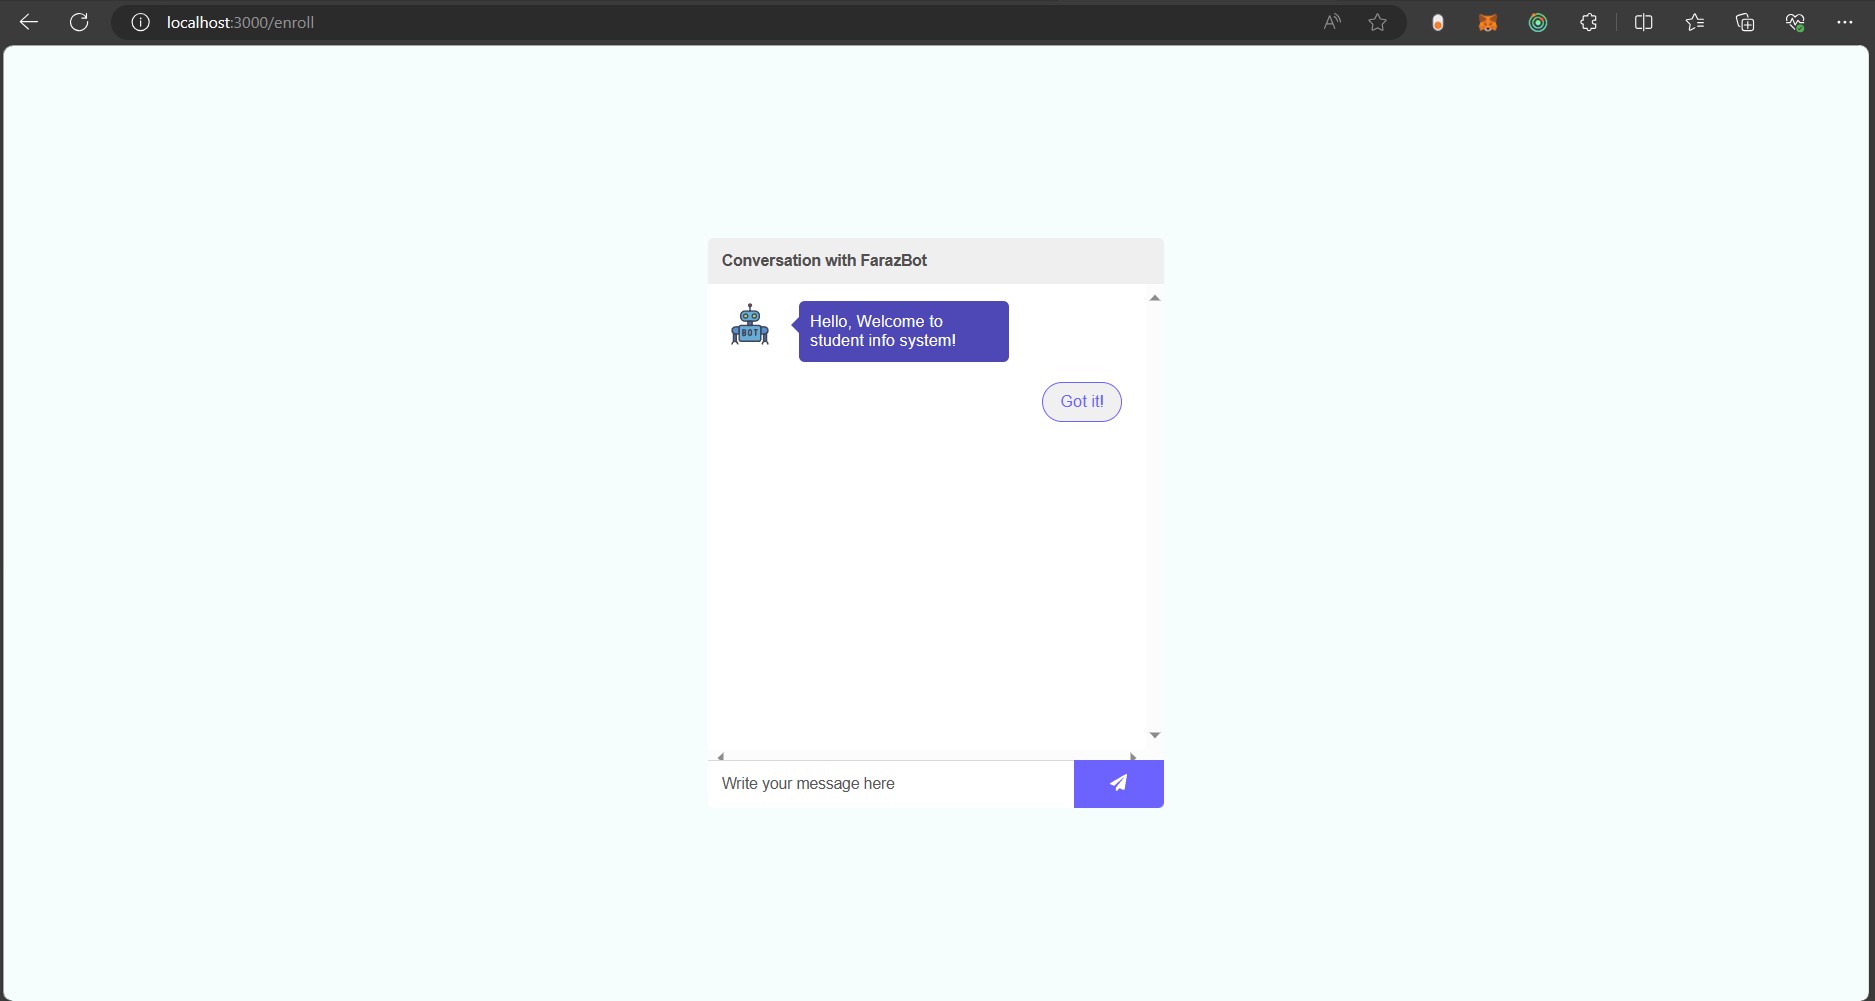 localhost:3000/enroll
Conversation with FarazBot
BOT
Hello, Welcome to
student info system!
Got it!
Write your message here